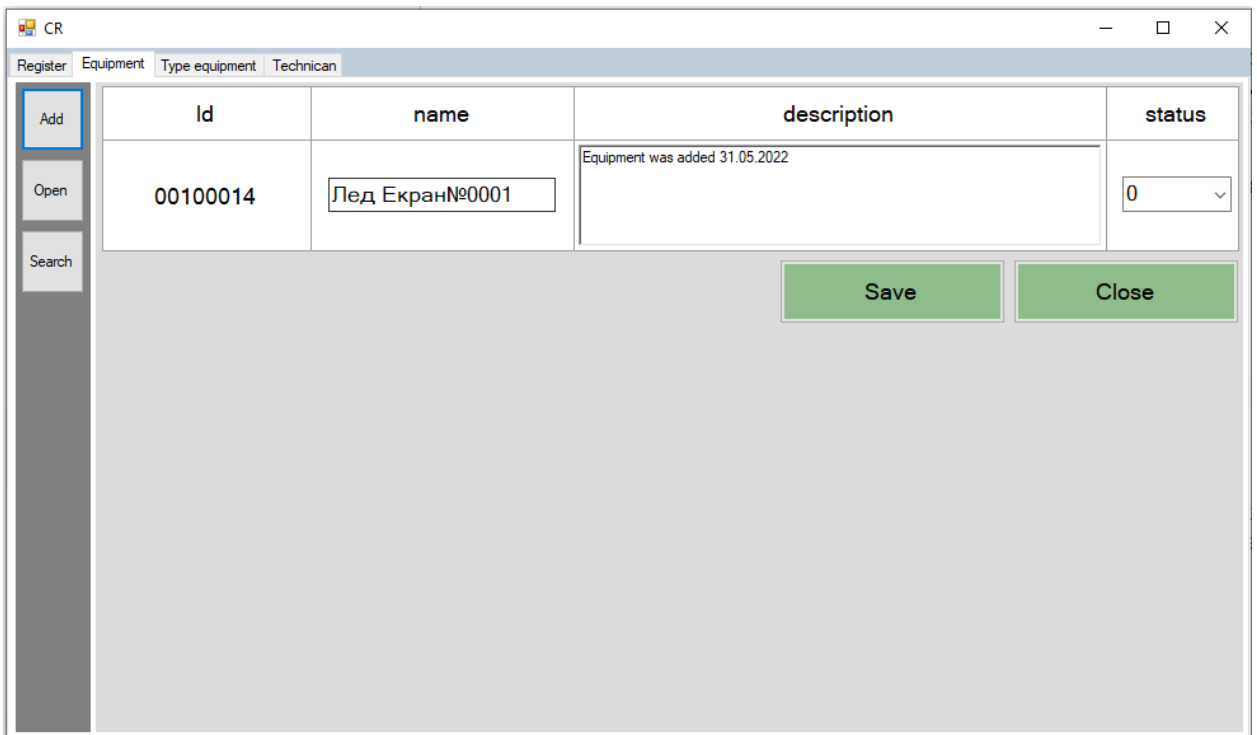 CR
Register Equipment Type equipment Technican
Add
Open
Search
Id name description status
00100014 Лед Екран№0001 Equipment was added 31.05.2022 0
Save Close